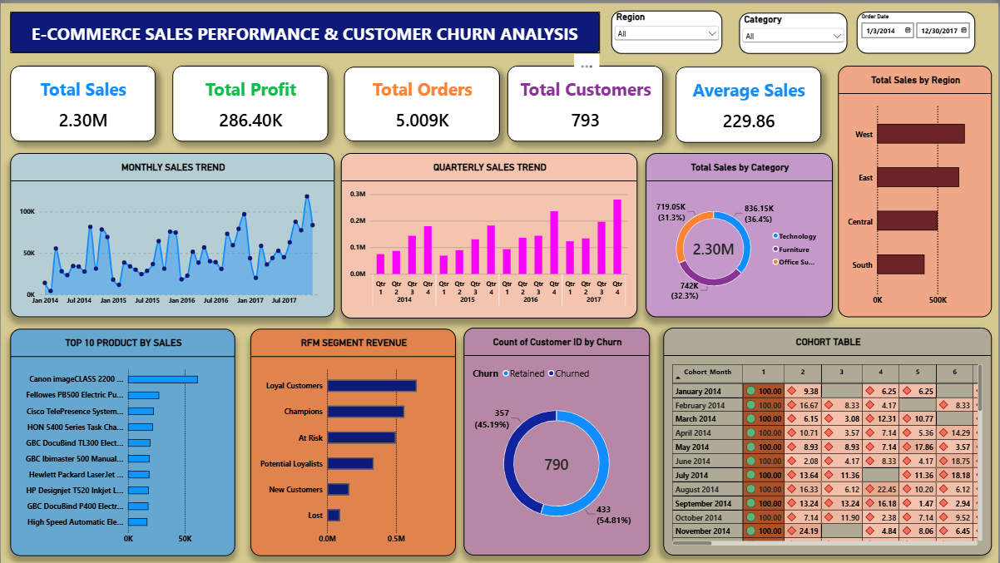 E-COMMERCE SALES PERFORMANCE & CUSTOMER CHURN ANALYSIS
Region
All
Category
All
Order Date
1/3/2014
12/30/2017
Total Sales
2.30M
Total Profit
286.40K
Total Orders
5.009K
Total Customers
793
Average Sales
229.86
Total Sales by Region
West
East
Central
South
0K 500K
MONTHLY SALES TREND
100K
50K
0K
Jan 2014 Jul 2014 Jan 2015 Jul 2015 Jan 2016 Jul 2016 Jan 2017 Jul 2017
QUARTERLY SALES TREND
0.3M
0.2M
0.1M
0.0M
Qtr Qtr Qtr Qtr Qtr Qtr Qtr Qtr Qtr Qtr Qtr Qtr Qtr Qtr Qtr Qtr
1 2 3 4 1 2 3 4 1 2 3 4 1 2 3 4
2014 2015 2016 2017
Total Sales by Category
719.05K
(31.3%)
836.15K
(36.4%)
2.30M
742K
(32.3%)
Technology
Furniture
Office Su...
TOP 10 PRODUCT BY SALES
Canon imageCLASS 2200 ...
Fellowes PB500 Electric Pu...
Cisco TelePresence System...
HON 5400 Series Task Cha...
GBC DocuBind TL300 Elect...
GBC Ibimaster 500 Manual...
Hewlett Packard LaserJet ...
HP Designjet T520 Inkjet L...
GBC DocuBind P400 Electr...
High Speed Automatic Ele...
0K 50K
RFM SEGMENT REVENUE
Loyal Customers
Champions
At Risk
Potential Loyalists
New Customers
Lost
0.0M 0.5M
Count of Customer ID by Churn
Churn Retained Churned
357
(45.19%)
790
433
(54.81%)
COHORT TABLE
Cohort_Month 1 2 3 4 5 6
January 2014 100.00 9.38 6.25 6.25
February 2014 100.00 16.67 8.33 4.17 8.33
March 2014 100.00 6.15 3.08 12.31 10.77
April 2014 100.00 10.71 3.57 7.14 5.36 14.29
May 2014 100.00 8.93 8.93 7.14 17.86 3.57
June 2014 100.00 2.08 4.17 8.33 4.17 18.75
July 2014 100.00 13.64 11.36 11.36 18.18
August 2014 100.00 16.33 6.12 22.45 10.20 6.12
September 2014 100.00 13.24 13.24 16.18 1.47 2.94
October 2014 100.00 7.14 11.90 2.38 7.14 9.52
November 2014 100.00 24.19 4.84 8.06 6.45